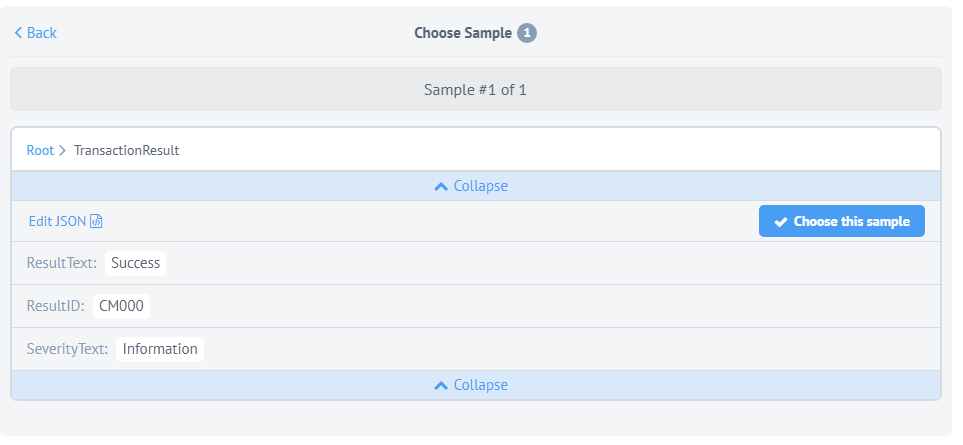 Back
Choose Sample 1
Sample #1 of 1
Root > TransactionResult
Collapse
Edit JSON
Choose this sample
ResultText: Success
ResultID: CM000
SeverityText: Information
Collapse